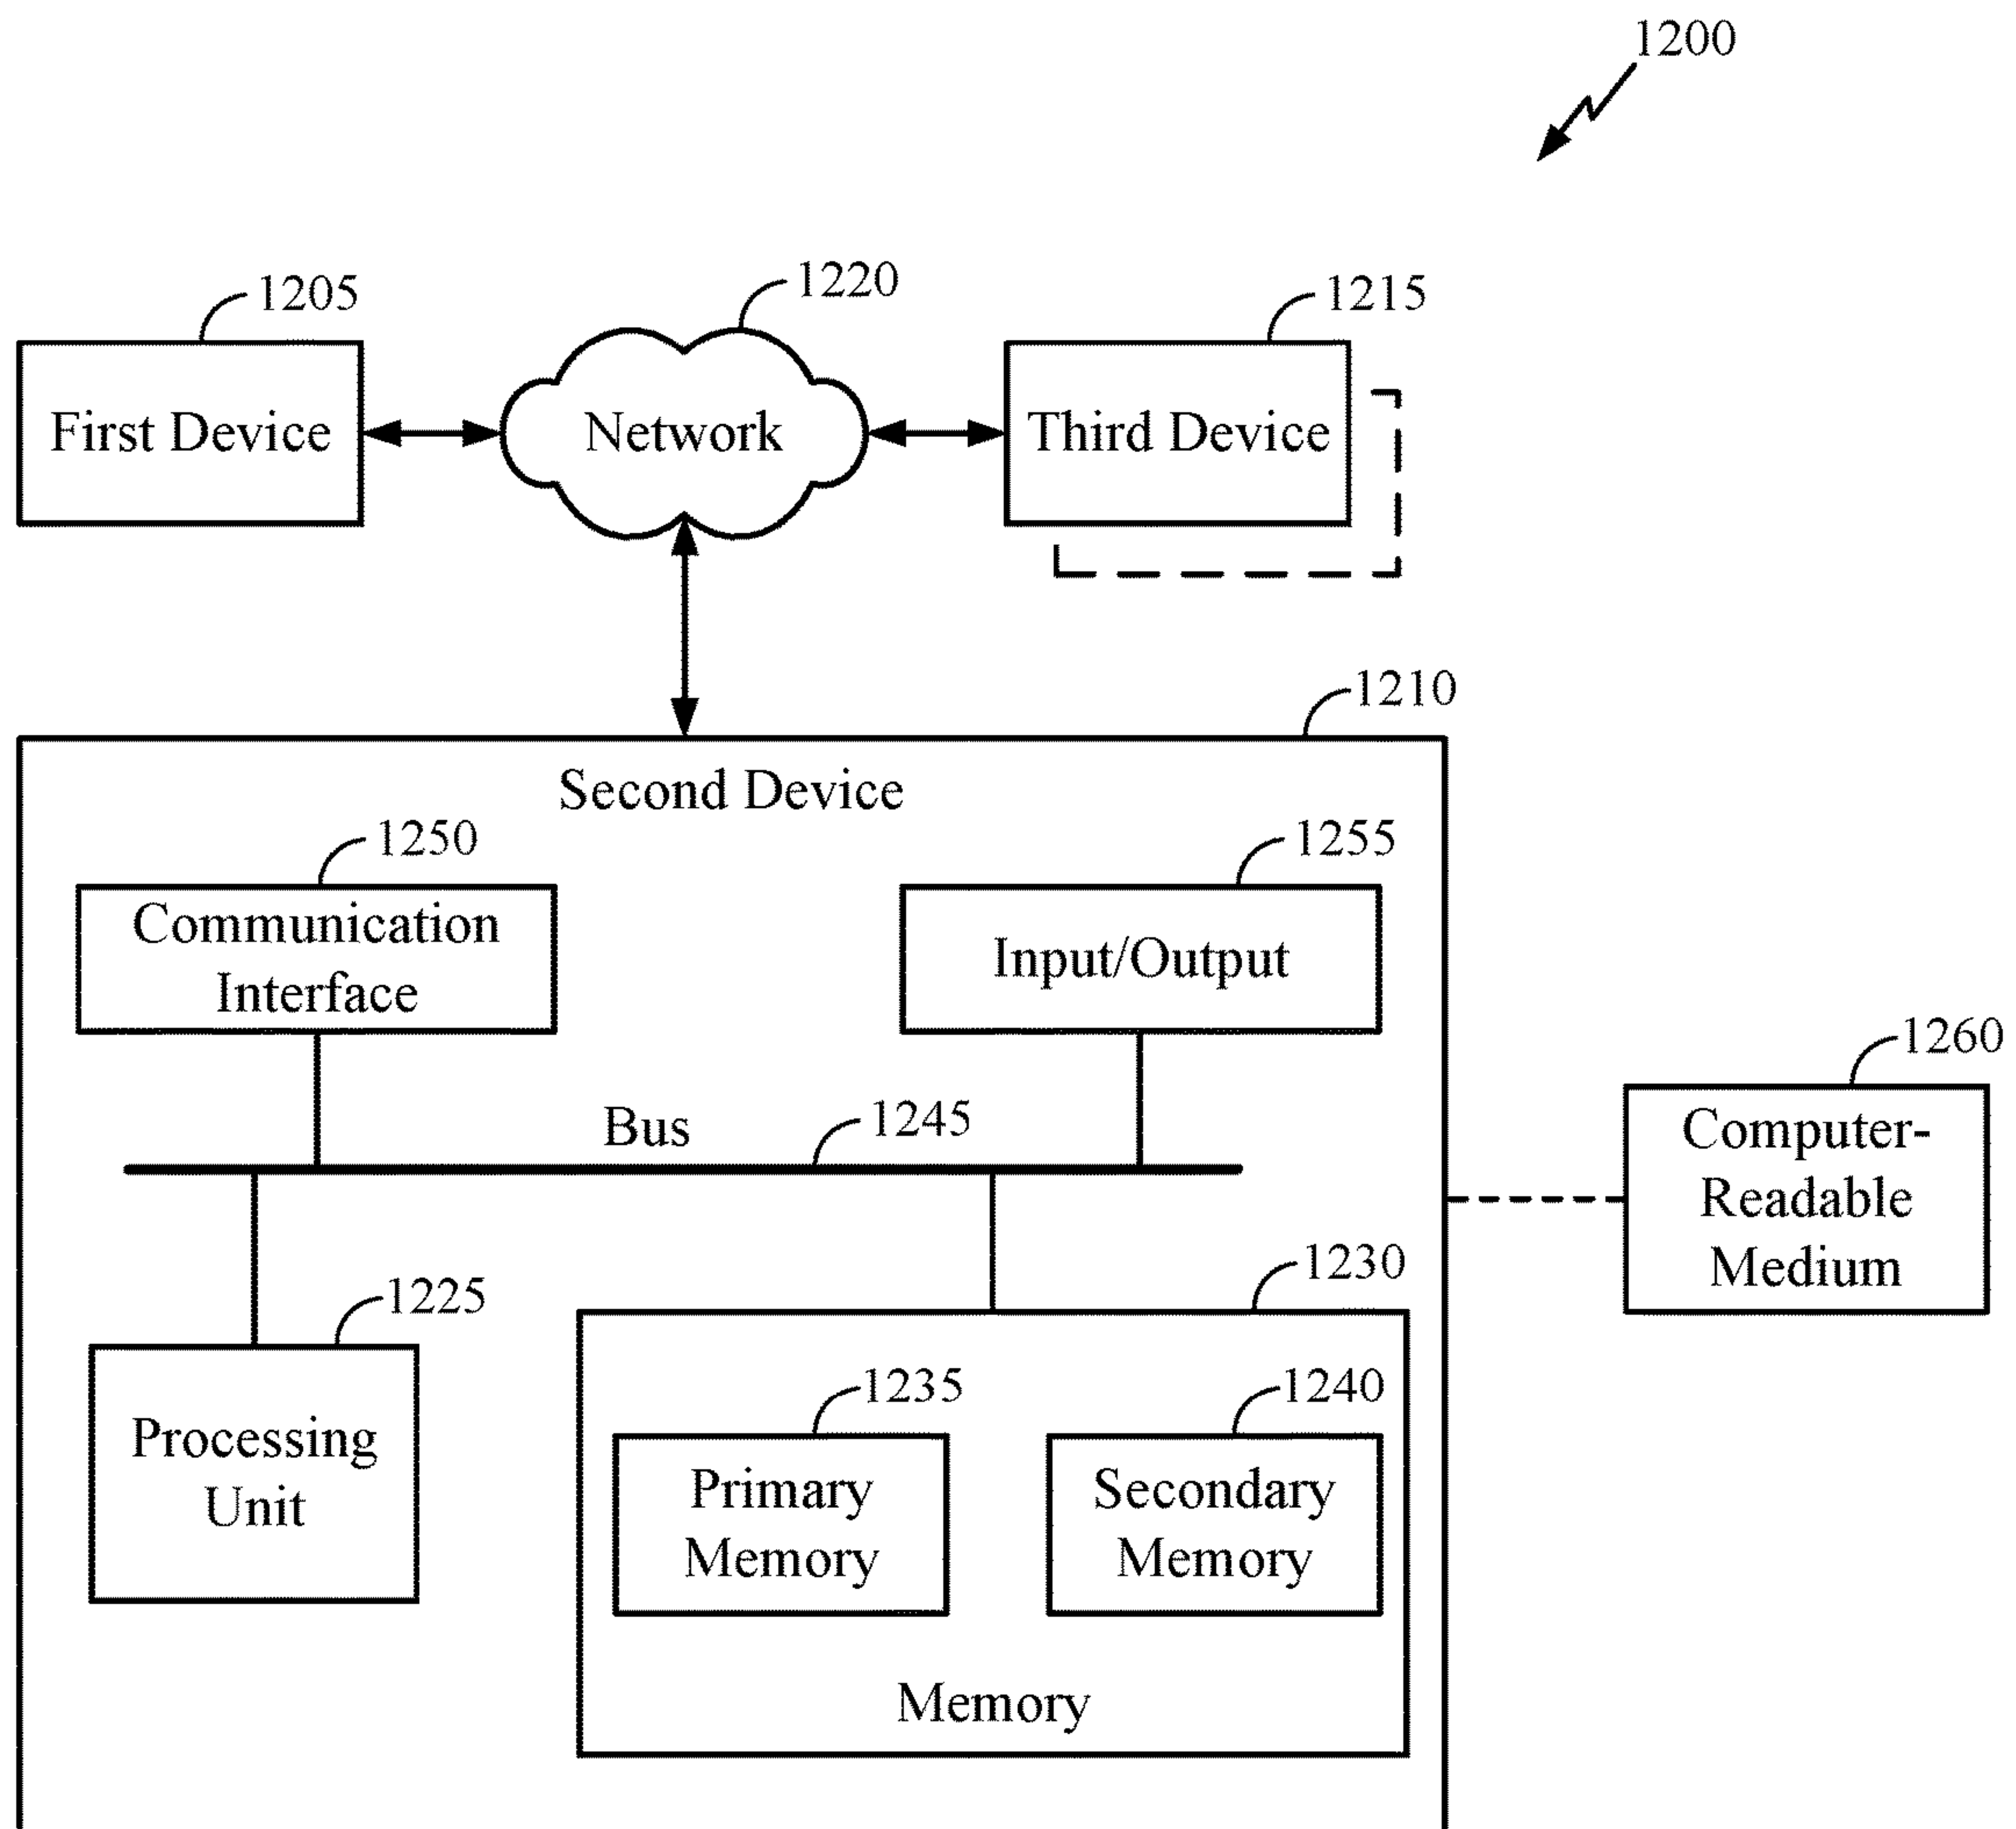 1200
1205
1220
1215
First Device
Network
Third Device
1210
Second Device
1250
1255
Communication
Interface
Input/Output
1260
Computer-
Readable
Medium
Bus
1245
1230
1225
Processing
Unit
1235
1240
Primary
Memory
Secondary
Memory
Memory